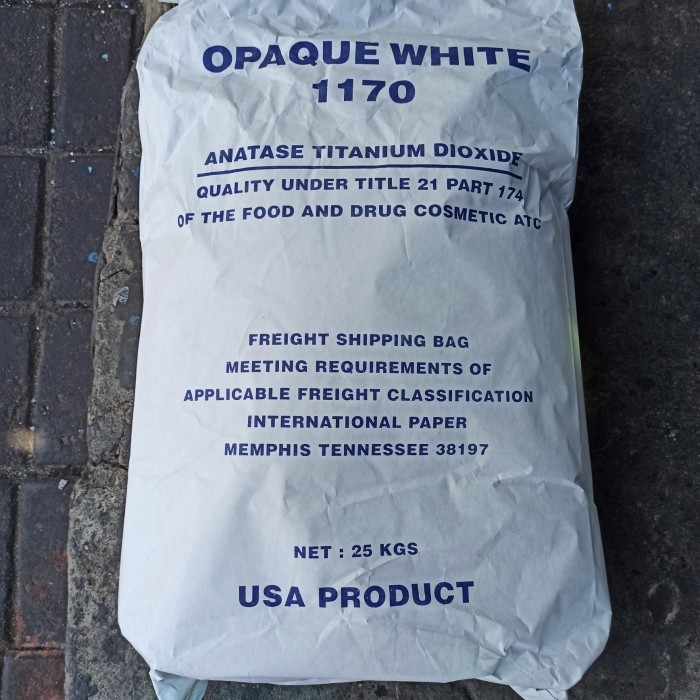 OPAQUE WHITE
1170
ANATASE TITANIUM DIOXIDE
QUALITY UNDER TITLE 21 PART 174
OF THE FOOD AND DRUG COSMETIC ATC
FREIGHT SHIPPING BAG
MEETING REQUIREMENTS OF
APPLICABLE FREIGHT CLASSIFICATION
INTERNATIONAL PAPER
MEMPHIS TENNESSEE 38197
NET : 25 KGS
USA PRODUCT